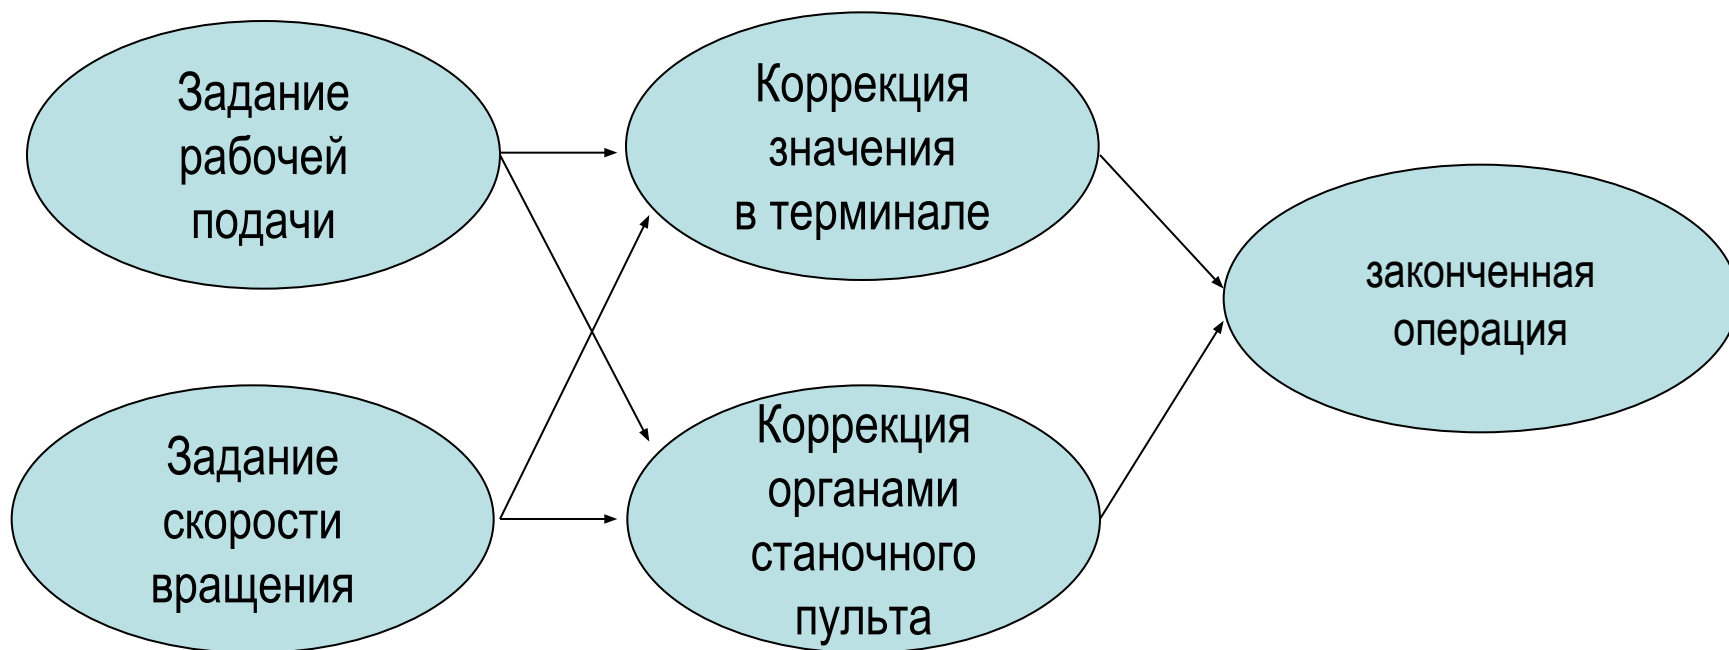 Задание
рабочей
подачи
Коррекция
значения
в терминале
законченная
операция
Задание
скорости
вращения
Коррекция
органами
станочного
пульта